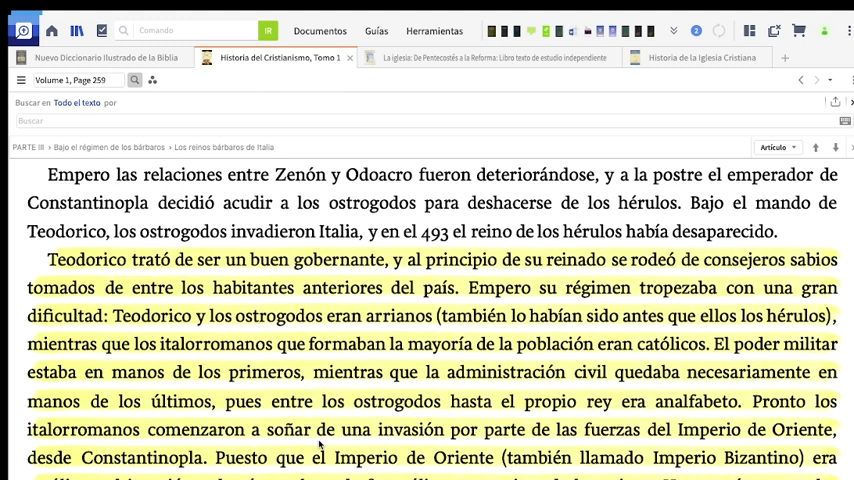 Comando
IR
Documentos
Guías
Herramientas
2
Nuevo Diccionario Ilustrado de la Biblia
Historia del Cristianismo, Tomo 1
La iglesia: De Pentecostés a la Reforma: Libro texto de estudio independiente
Historia de la Iglesia Cristiana
Volume 1, Page 259
Buscar en Todo el texto por
Buscar
PARTE III › Bajo el régimen de los bárbaros › Los reinos bárbaros de Italia
Artículo
Empero las relaciones entre Zenón y Odoacro fueron deteriorándose, y a la postre el emperador de
Constantinopla decidió acudir a los ostrogodos para deshacerse de los hérulos. Bajo el mando de
Teodorico, los ostrogodos invadieron Italia, y en el 493 el reino de los hérulos había desaparecido.
Teodorico trató de ser un buen gobernante, y al principio de su reinado se rodeó de consejeros sabios
tomados de entre los habitantes anteriores del país. Empero su régimen tropezaba con una gran
dificultad: Teodorico y los ostrogodos eran arrianos (también lo habían sido antes que ellos los hérulos),
mientras que los italorromanos que formaban la mayoría de la población eran católicos. El poder militar
estaba en manos de los primeros, mientras que la administración civil quedaba necesariamente en
manos de los últimos, pues entre los ostrogodos hasta el propio rey era analfabeto. Pronto los
italorromanos comenzaron a soñar de una invasión por parte de las fuerzas del Imperio de Oriente,
desde Constantinopla. Puesto que el Imperio de Oriente (también llamado Imperio Bizantino) era